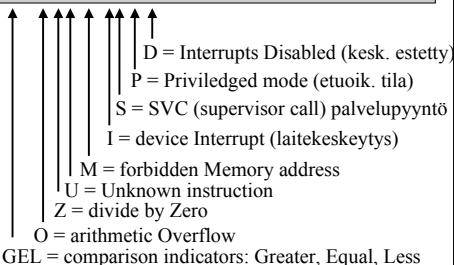 D = Interrupts Disabled (kesk. estetty)
P = Priviledged mode (etuoik. tila)
S = SVC (supervisor call) palvelupyyntö
I = device Interrupt (laitekeskeytys)
M = forbidden Memory address
U = Unknown instruction
Z = divide by Zero
O = arithmetic Overflow
GEL = comparison indicators: Greater, Equal, Less